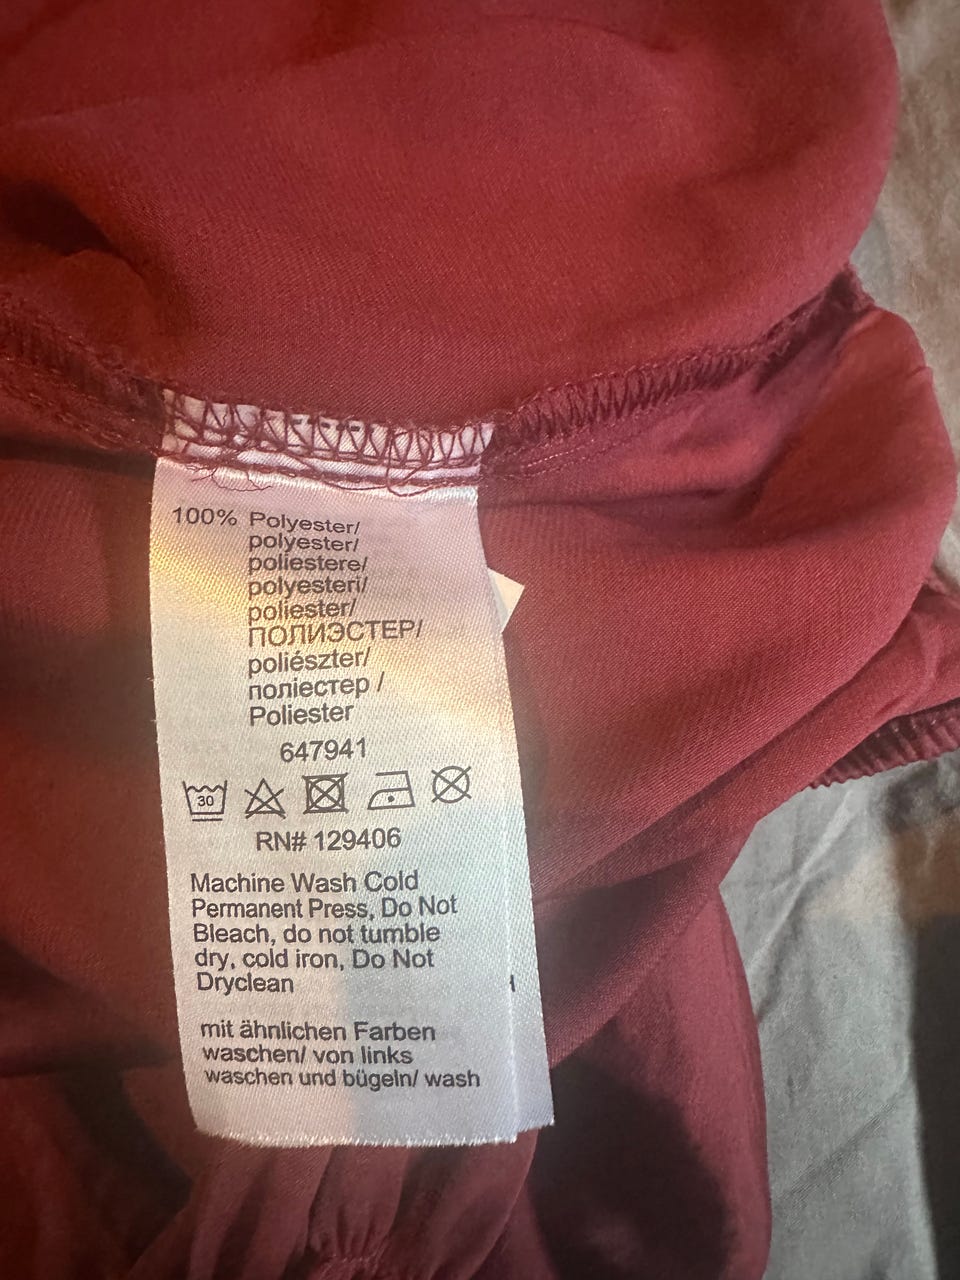 100% Polyester/
polyester/
poliestere/
polyesteri/
poliester/
ПОЛИЭСТЕР/
poliészter/
поліестер /
Poliester
647941
30
RN# 129406
Machine Wash Cold
Permanent Press, Do Not
Bleach, do not tumble
dry, cold iron, Do Not
Dryclean
mit ähnlichen Farben
waschen/ von links
waschen und bügeln/ wash